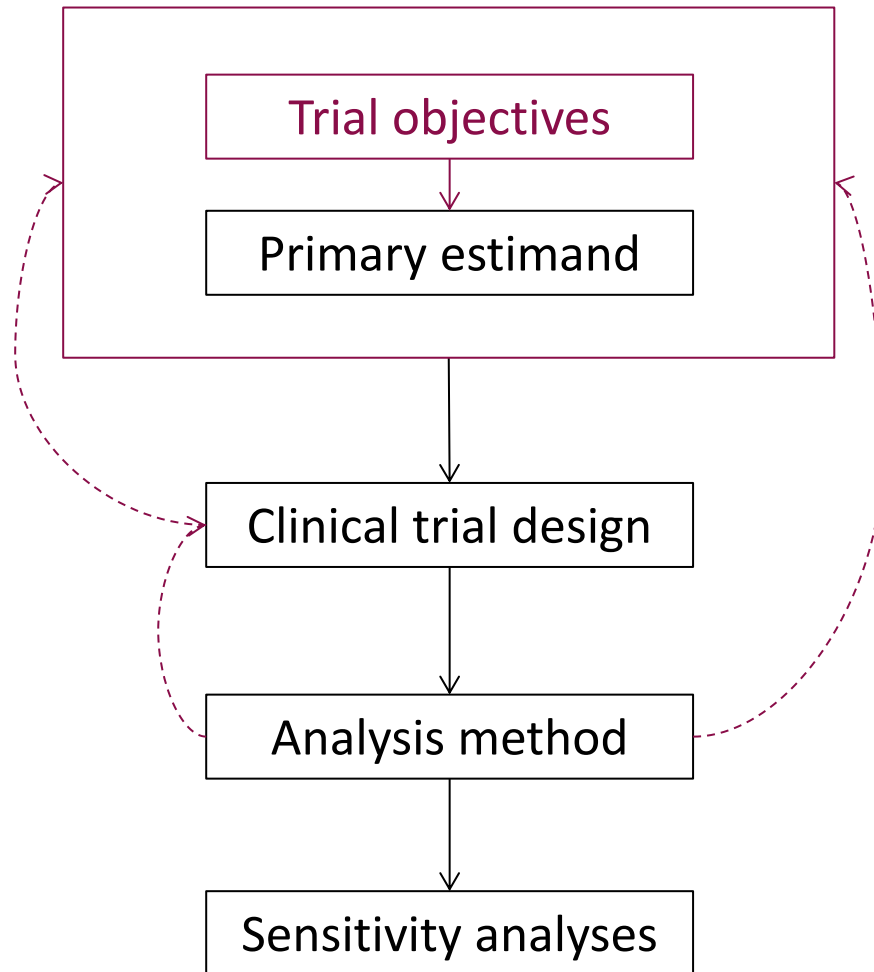 Trial objectives
Primary estimand
Clinical trial design
Analysis method
Sensitivity analyses